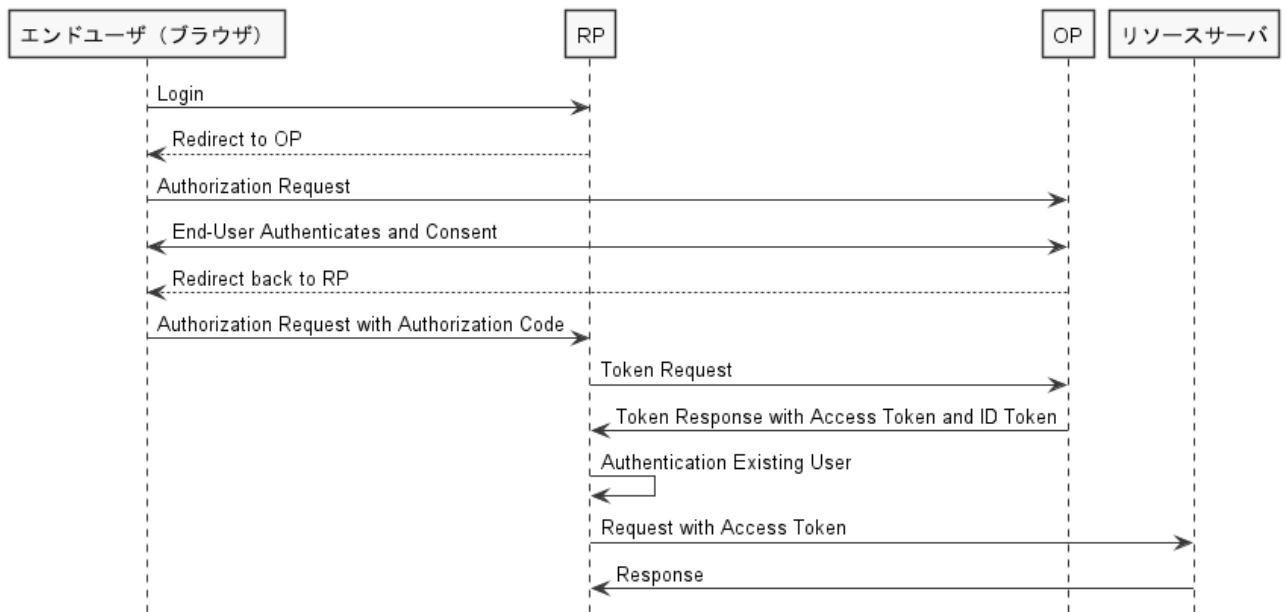 エンドユーザ（ブラウザ）
RP
OP
リソースサーバ
Login
Redirect to OP
Authorization Request
End-User Authenticates and Consent
Redirect back to RP
Authorization Request with Authorization Code
Token Request
Token Response with Access Token and ID Token
Authentication Existing User
Request with Access Token
Response